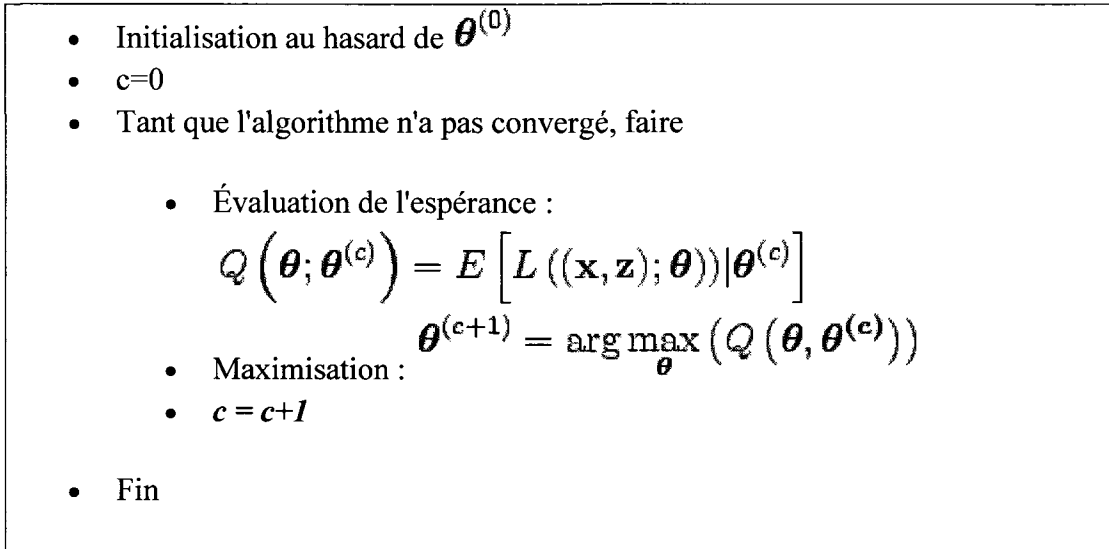 • Initialisation au hasard de θ^(0)
• c=0
• Tant que l'algorithme n'a pas convergé, faire
• Évaluation de l'espérance :
Q (θ; θ^(c)) = E [L ((x, z); θ))|θ^(c)]
θ^(c+1) = arg max_θ (Q (θ, θ^(c)))
• Maximisation :
• c = c+1
• Fin